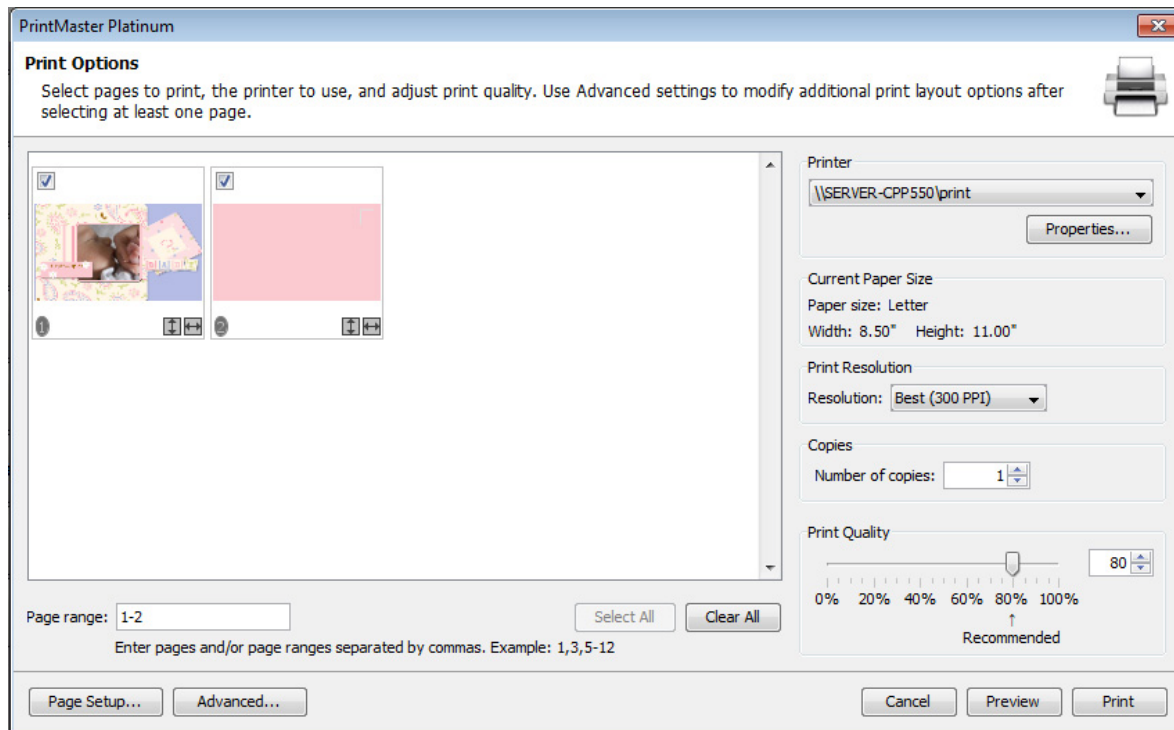 PrintMaster Platinum
Print Options
Select pages to print, the printer to use, and adjust print quality. Use Advanced settings to modify additional print layout options after
selecting at least one page.
1
2
Page range: 1-2
Select All
Clear All
Enter pages and/or page ranges separated by commas. Example: 1,3,5-12
Printer
\\SERVER-CPP550\print
Properties...
Current Paper Size
Paper size: Letter
Width: 8.50" Height: 11.00"
Print Resolution
Resolution: Best (300 PPI)
Copies
Number of copies: 1
Print Quality
80
0% 20% 40% 60% 80% 100%
Recommended
Page Setup...
Advanced...
Cancel
Preview
Print